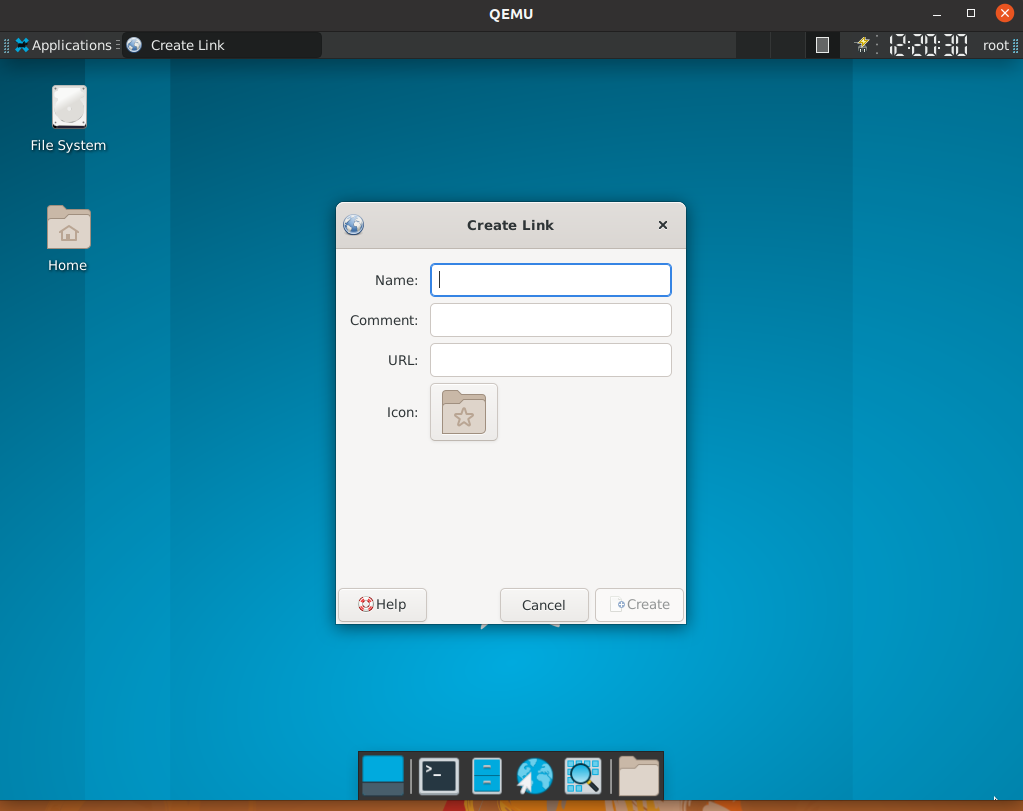 QEMU
Applications
Create Link
12:20:30
root
File System
Home
Create Link
Name:
Comment:
URL:
Icon:
Help
Cancel
Create